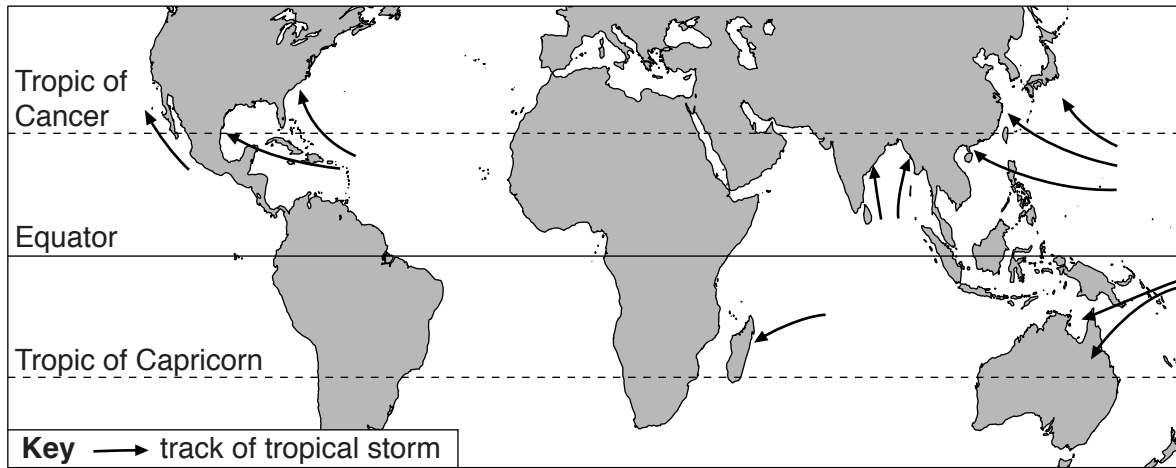 Tropic of
Cancer
Equator
Tropic of Capricorn
Key track of tropical storm